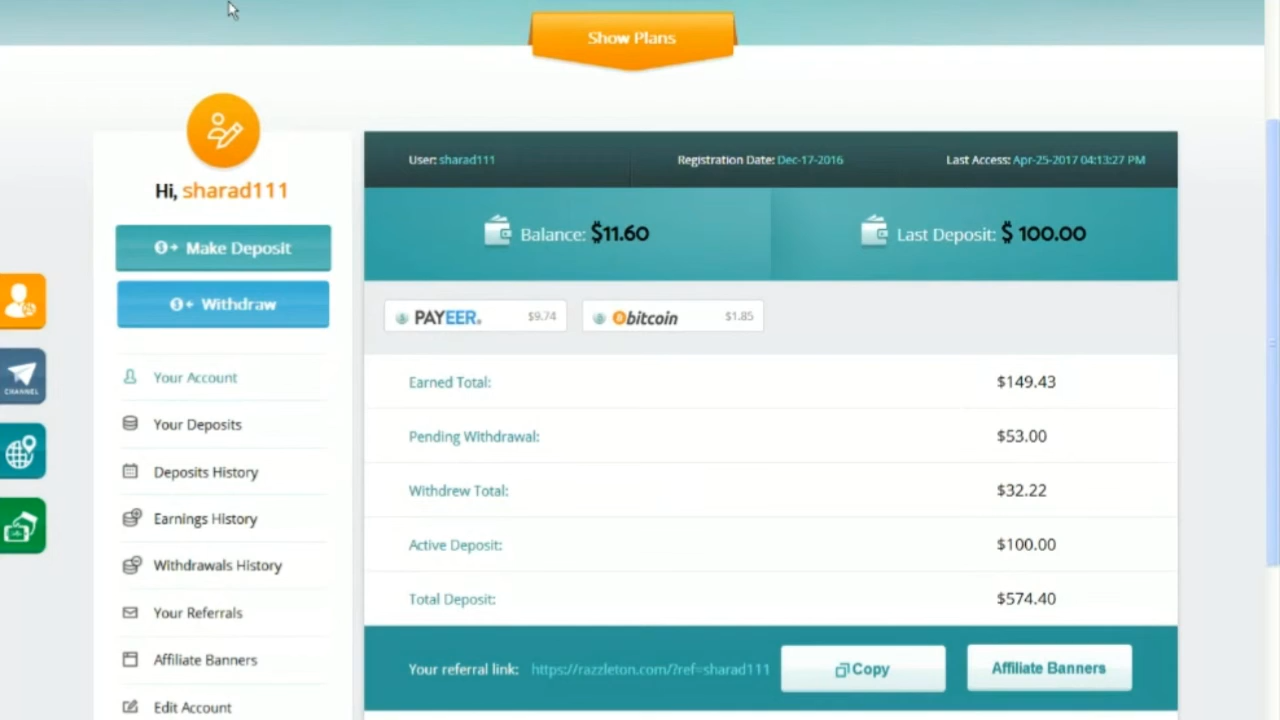 Show Plans
Hi, sharad111
Make Deposit
Withdraw
Your Account
Your Deposits
Deposits History
Earnings History
Withdrawals History
Your Referrals
Affiliate Banners
Edit Account
CHANNEL
User: sharad111
Registration Date: Dec-17-2016
Last Access: Apr-25-2017 04:13:27 PM
Balance: $11.60
Last Deposit: $ 100.00
PAYEER. $9.74
bitcoin $1.85
Earned Total: $149.43
Pending Withdrawal: $53.00
Withdrew Total: $32.22
Active Deposit: $100.00
Total Deposit: $574.40
Your referral link: https://razzleton.com/?ref=sharad111
Copy
Affiliate Banners